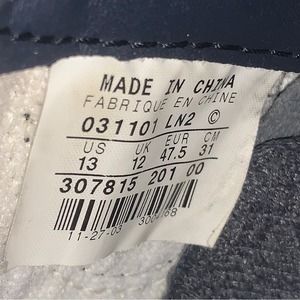 MADE IN CHINA
FABRIQUE EN CHINE
031101 LN2 ©
US UK EUR CM
13 12 47.5 31
307815 201 00
11-27-03